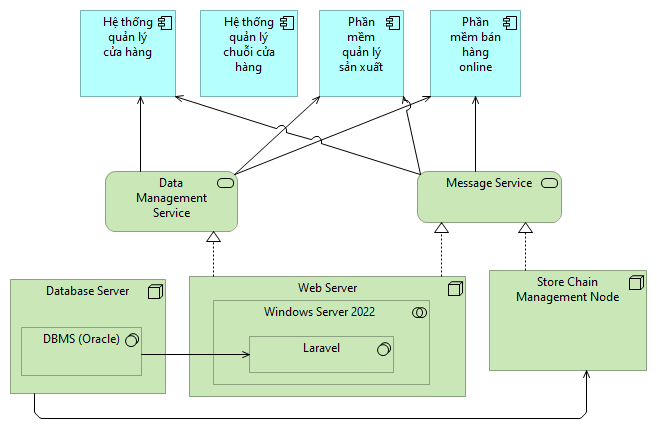 Hệ thống
quản lý
cửa hàng
Hệ thống
quản lý
chuỗi cửa
hàng
Phần
mềm
quản lý
sản xuất
Phần
mềm bán
hàng
online
Data
Management
Service
Message Service
Database Server
DBMS (Oracle)
Web Server
Windows Server 2022
Laravel
Store Chain
Management Node